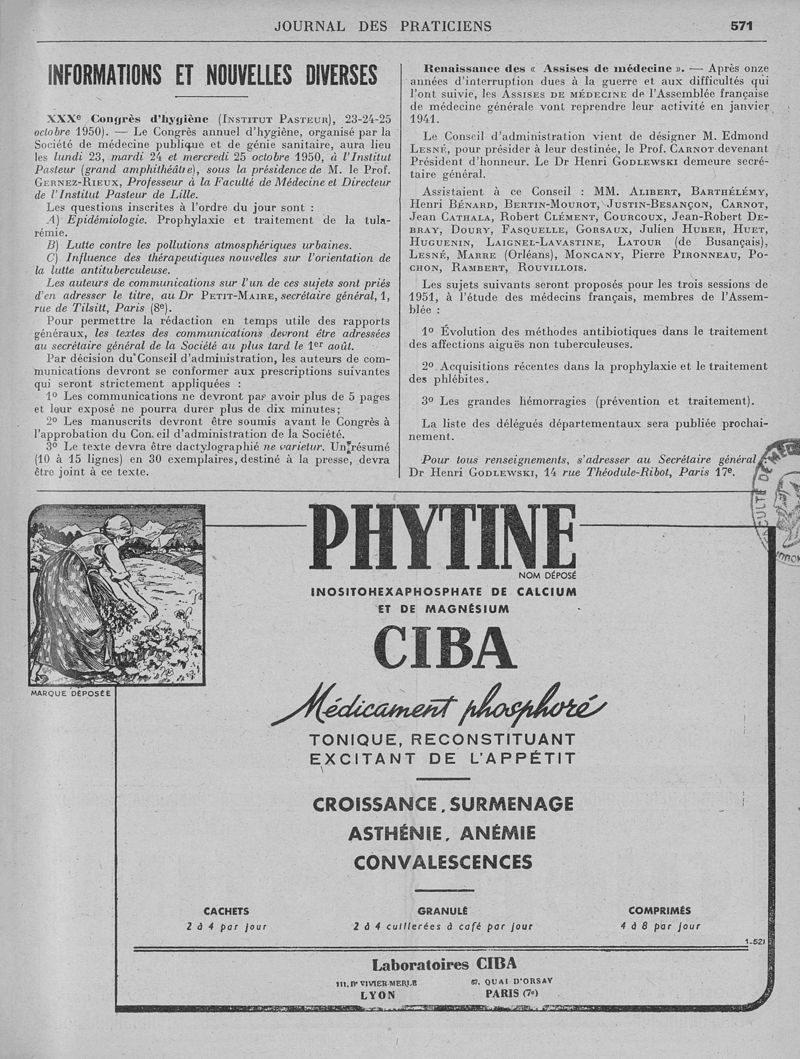 JOURNAL DES PRATICIENS
571
INFORMATIONS ET NOUVELLES DIVERSES
XXXe Congrès d'hygiène (INSTITUT PASTEUR), 23-24-25
octobre 1950). — Le Congrès annuel d'hygiène, organisé par la
Société de médecine publique et de génie sanitaire, aura lieu
les lundi 23, mardi 24 et mercredi 25 octobre 1950, à l'Institut
Pasteur (grand amphithéâtre), sous la présidence de M. le Prof.
GERNEZ-RIEUX, Professeur à la Faculté de Médecine et Directeur
de l'Institut Pasteur de Lille.
Les questions inscrites à l'ordre du jour sont :
A) Epidémiologie. Prophylaxie et traitement de la tula-
rémie.
B) Lutte contre les pollutions atmosphériques urbaines.
C) Influence des thérapeutiques nouvelles sur l'orientation de
la lutte antituberculeuse.
Les auteurs de communications sur l'un de ces sujets sont priés
d'en adresser le titre, au Dr PETIT-MAIRE, secrétaire général, 1,
rue de Tilsitt, Paris (8e).
Pour permettre la rédaction en temps utile des rapports
généraux, les textes des communications devront être adressées
au secrétaire général de la Société au plus tard le 1er août.
Par décision du Conseil d'administration, les auteurs de com-
munications devront se conformer aux prescriptions suivantes
qui seront strictement appliquées :
1o Les communications ne devront pas avoir plus de 5 pages
et leur exposé ne pourra durer plus de dix minutes;
2o Les manuscrits devront être soumis avant le Congrès à
l'approbation du Con eil d'administration de la Société.
3o Le texte devra être dactylographié ne varietur. Un résumé
(10 à 15 lignes) en 30 exemplaires, destiné à la presse, devra
être joint à ce texte.
Renaissance des « Assises de médecine ». — Après onze
années d'interruption dues à la guerre et aux difficultés qui
l'ont suivie, les ASSISES DE MÉDECINE de l'Assemblée française
de médecine générale vont reprendre leur activité en janvier
1941.
Le Conseil d'administration vient de désigner M. Edmond
LESNÉ, pour présider à leur destinée, le Prof. CARNOT devenant
Président d'honneur. Le Dr Henri GODLEWSKI demeure secré-
taire général.
Assistaient à ce Conseil : MM. ALIBERT, BARTHÉLÉMY,
Henri BÉNARD, BERTIN-MOUROT, JUSTIN-BESANÇON, CARNOT,
Jean CATHALA, Robert CLÉMENT, COURCOUX, Jean-Robert DE-
BRAY, DOURY, FASQUELLE, GORSAUX, Julien HUBER, HUET,
HUGUENIN, LAIGNEL-LAVASTINE, LATOUR (de Busançais),
LESNÉ, MARRE (Orléans), MONCANY, Pierre PIRONNEAU, PO-
CHON, RAMBERT, ROUVILLOIS.
Les sujets suivants seront proposés pour les trois sessions de
1951, à l'étude des médecins français, membres de l'Assem-
blée :
1o Évolution des méthodes antibiotiques dans le traitement
des affections aiguës non tuberculeuses.
2o Acquisitions récentes dans la prophylaxie et le traitement
des phlébites.
3o Les grandes hémorragies (prévention et traitement).
La liste des délégués départementaux sera publiée prochai-
nement.
Pour tous renseignements, s'adresser au Secrétaire général
Dr Henri GODLEWSKI, 14 rue Théodule-Ribot, Paris 17e.
MARQUE DÉPOSÉE
PHYTINE
NOM DÉPOSÉ
INOSITOHEXAPHOSPHATE DE CALCIUM
ET DE MAGNÉSIUM
CIBA
Médicament phosphoré
TONIQUE, RECONSTITUANT
EXCITANT DE L'APPÉTIT
CROISSANCE, SURMENAGE
ASTHÉNIE, ANÉMIE
CONVALESCENCES
CACHETS
2 à 4 par jour
GRANULÉ
2 à 4 cuillerées à café par jour
COMPRIMÉS
4 à 8 par jour
1-521
Laboratoires CIBA
LYON
67, QUAI D'ORSAY
PARIS (7e)